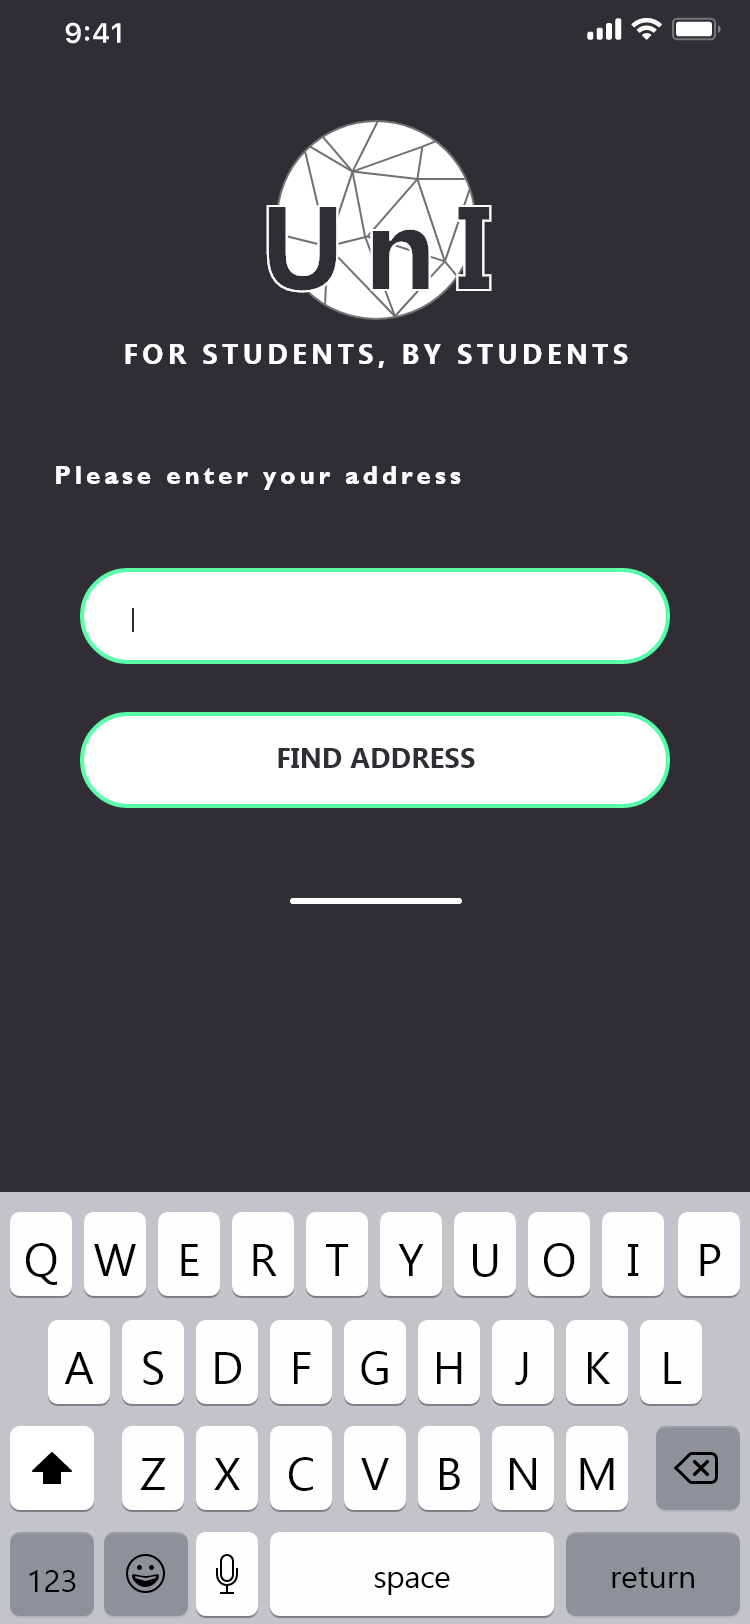 9:41
UnI
FOR STUDENTS, BY STUDENTS
Please enter your address
FIND ADDRESS
Q W E R T Y U O I P
A S D F G H J K L
Z X C V B N M
123 space return